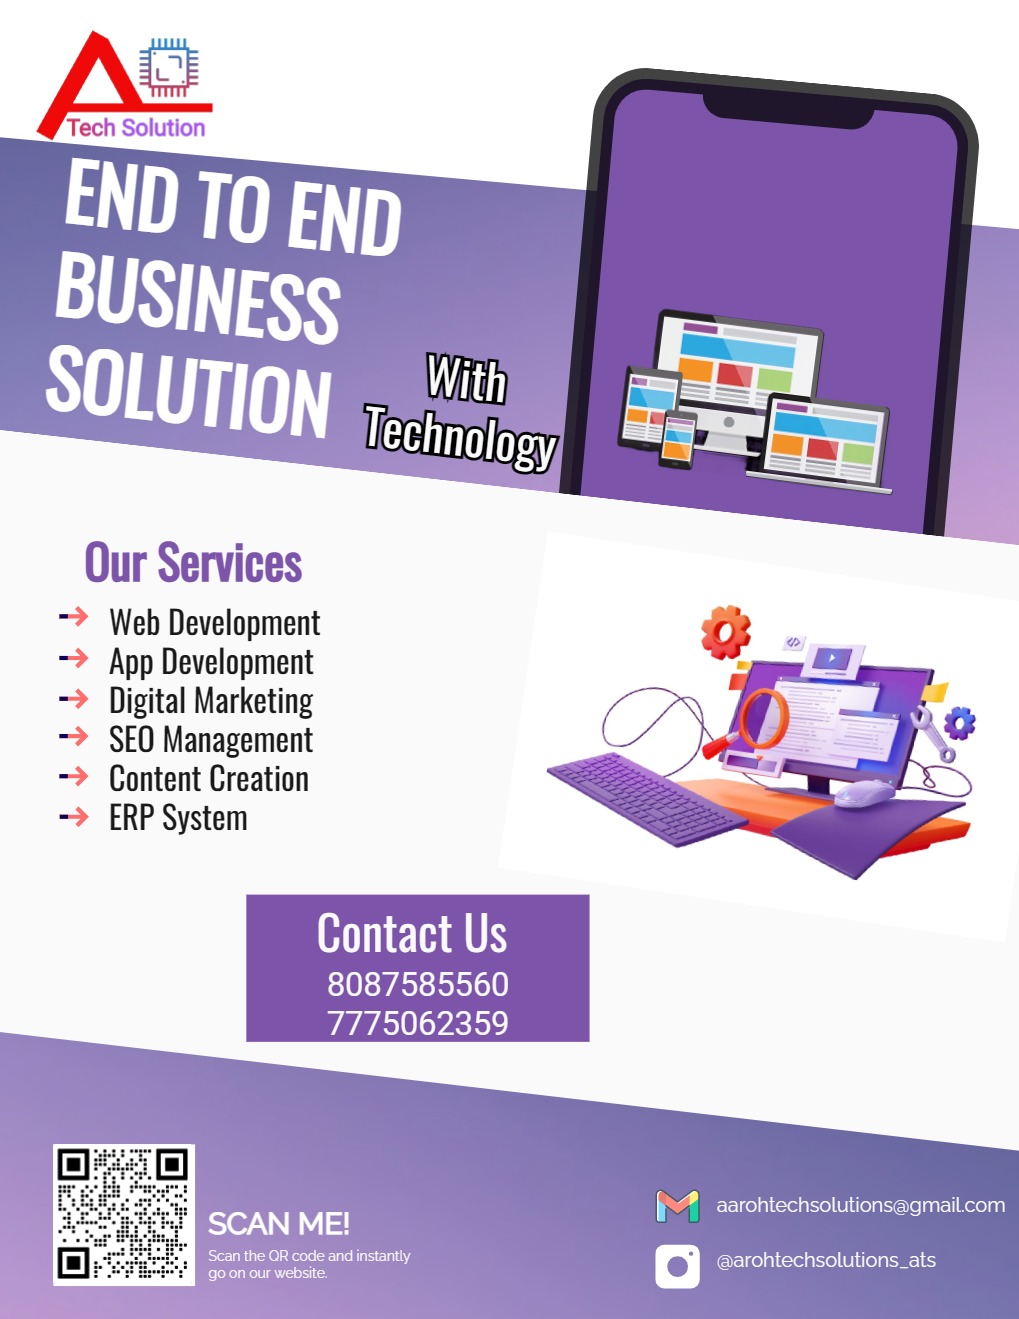 Tech Solution
END TO END
BUSINESS
SOLUTION
With
Technology
Our Services
Web Development
App Development
Digital Marketing
SEO Management
Content Creation
ERP System
Contact Us
8087585560
7775062359
SCAN ME!
Scan the QR code and instantly
go on our website.
aarohtechsolutions@gmail.com
@arohtechsolutions_ats